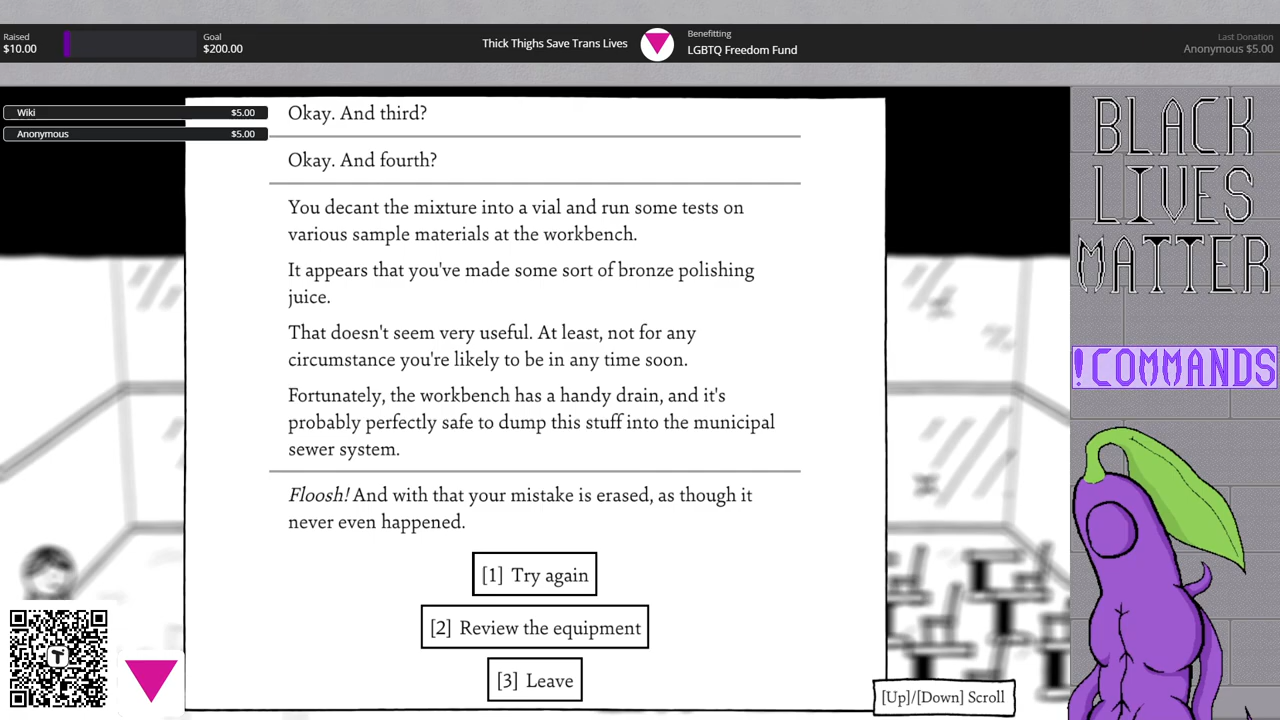 Raised
$10.00
Goal
$200.00
Thick Thighs Save Trans Lives
Benefitting
LGBTQ Freedom Fund
Last Donation
Anonymous $5.00
Wiki $5.00
Anonymous $5.00
Okay. And third?
Okay. And fourth?
You decant the mixture into a vial and run some tests on
various sample materials at the workbench.
It appears that you've made some sort of bronze polishing
juice.
That doesn't seem very useful. At least, not for any
circumstance you're likely to be in any time soon.
Fortunately, the workbench has a handy drain, and it's
probably perfectly safe to dump this stuff into the municipal
sewer system.
Floosh! And with that your mistake is erased, as though it
never even happened.
[1] Try again
[2] Review the equipment
[3] Leave
[Up]/[Down] Scroll
BLACK
LIVES
MATTER
!COMMANDS
T